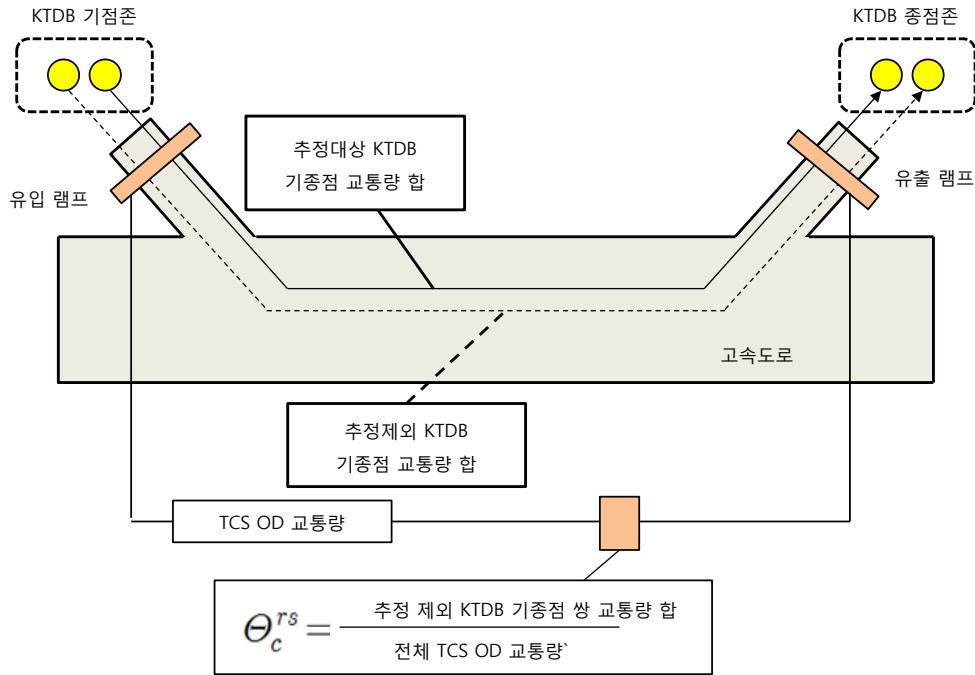 KTDB 기점존
KTDB 종점존
추정대상 KTDB
기종점 교통량 합
유입 램프
유출 램프
고속도로
추정제외 KTDB
기종점 교통량 합
TCS OD 교통량
Θ_c^{rs} = 추정 제외 KTDB 기종점 쌍 교통량 합
전체 TCS OD 교통량`